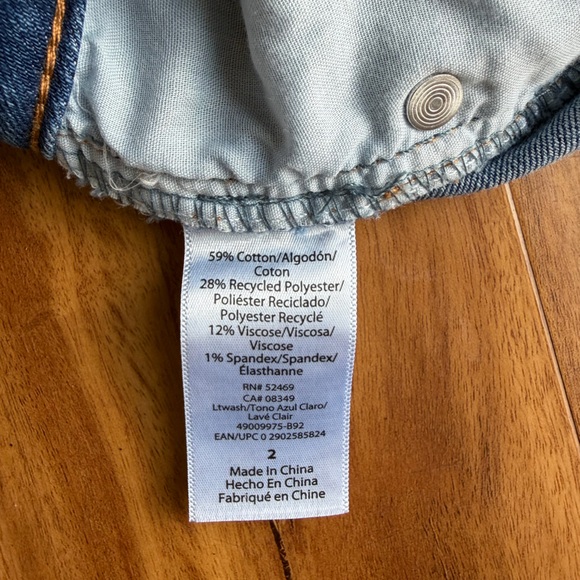 59% Cotton/Algodón/
Coton
28% Recycled Polyester/
Poliéster Reciclado/
Polyester Recyclé
12% Viscose/Viscosa/
Viscose
1% Spandex/Spandex/
Élasthanne
RN# 52469
CA# 08349
Ltwash/Tono Azul Claro/
Lavé Clair
49009975-B92
EAN/UPC 0 2902585824
2
Made In China
Hecho En China
Fabriqué en Chine